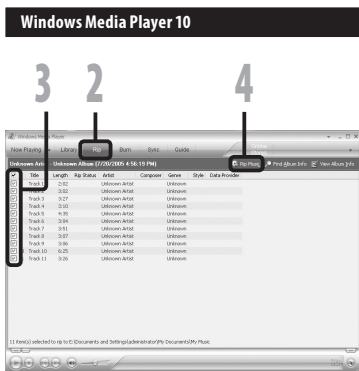 Windows Media Player 10
3 2 4
Windows Media Player
Now Playing Library Rip Burn Sync Guide
Unknown Artist Unknown Album (7/20/2005 4:56:19 PM) Rip Music Find Album Info View Album Info
Title Length Rip Status Artist Composer Genre Style Data Provider
Track 1 2:02 Unknown Artist Unknown
Track 2 3:02 Unknown Artist Unknown
Track 3 3:27 Unknown Artist Unknown
Track 4 3:10 Unknown Artist Unknown
Track 5 4:35 Unknown Artist Unknown
Track 6 3:04 Unknown Artist Unknown
Track 7 3:51 Unknown Artist Unknown
Track 8 3:07 Unknown Artist Unknown
Track 9 3:06 Unknown Artist Unknown
Track 10 6:25 Unknown Artist Unknown
Track 11 3:26 Unknown Artist Unknown
11 item(s) selected to rip to E:\Documents and Settings\administrator\My Documents\My Music